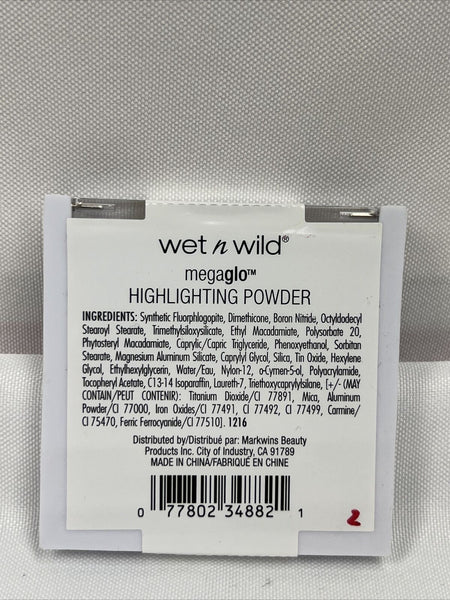 wet n wild®
megaglo™
HIGHLIGHTING POWDER
INGREDIENTS: Synthetic Fluorphlogopite, Dimethicone, Boron Nitride, Octyldodecyl
Stearoyl Stearate, Trimethylsiloxysilicate, Ethyl Macadamiate, Polysorbate 20,
Phytosteryl Macadamiate, Caprylic/Capric Triglyceride, Phenoxyethanol, Sorbitan
Stearate, Magnesium Aluminum Silicate, Caprylyl Glycol, Silica, Tin Oxide, Hexylene
Glycol, Ethylhexylglycerin, Water/Eau, Nylon-12, o-Cymen-5-ol, Polyacrylamide,
Tocopheryl Acetate, C13-14 Isoparaffin, Laureth-7, Triethoxycaprylylsilane, [+/- (MAY
CONTAIN/PEUT CONTENIR): Titanium Dioxide/CI 77891, Mica, Aluminum
Powder/CI 77000, Iron Oxides/CI 77491, CI 77492, CI 77499, Carmine/
CI 75470, Ferric Ferrocyanide/CI 77510]. 1216
Distributed by/Distribué par: Markwins Beauty
Products Inc. City of Industry, CA 91789
MADE IN CHINA/FABRIQUÉ EN CHINE
0 77802 34882 1
2